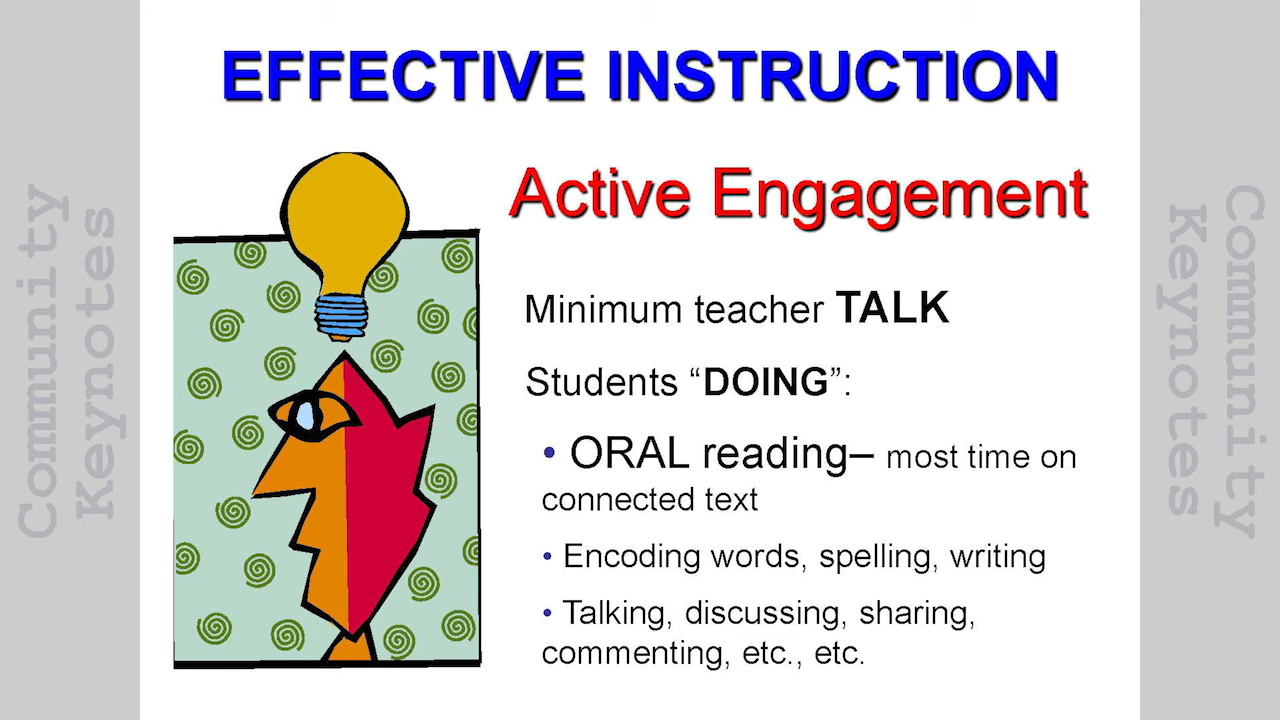 Community
Keynotes
EFFECTIVE INSTRUCTION
Active Engagement
Minimum teacher TALK
Students “DOING”:
• ORAL reading– most time on
connected text
• Encoding words, spelling, writing
• Talking, discussing, sharing,
commenting, etc., etc.
Community
Keynotes